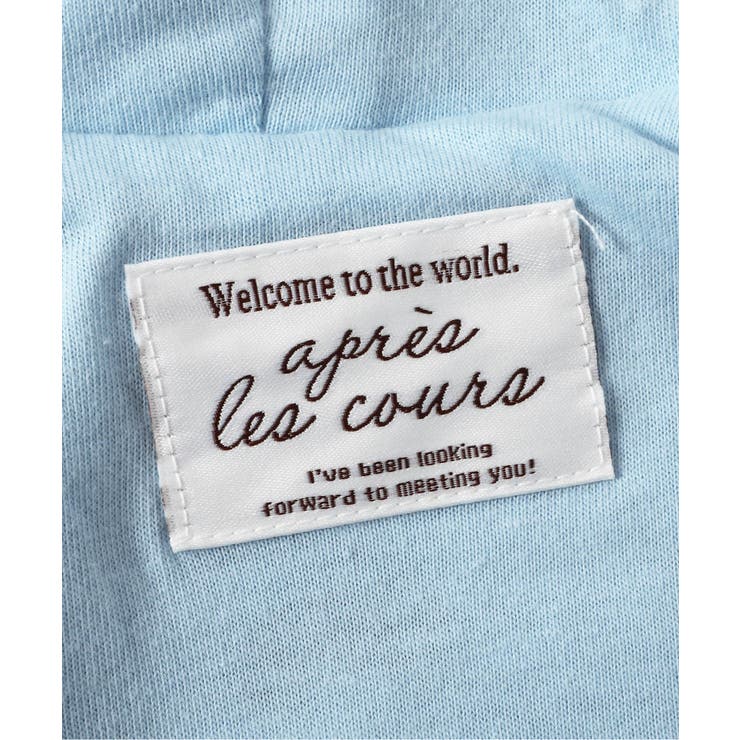 Welcome to the world.
après
les cours
I've been looking
forward to meeting you!